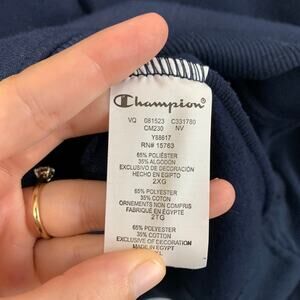 Champion
VQ 081523 C331780
CM230 NV
Y88617
RN# 15763
65% POLIÉSTER
35% ALGODÓN
EXCLUSIVO DE DECORACIÓN
HECHO EN EGIPTO
2XG
65% POLYESTER
35% COTON
ORNEMENTS NON COMPRIS
FABRIQUÉ EN ÉGYPTE
2TG
65% POLYESTER
35% COTTON
EXCLUSIVE OF DECORATION
MADE IN EGYPT